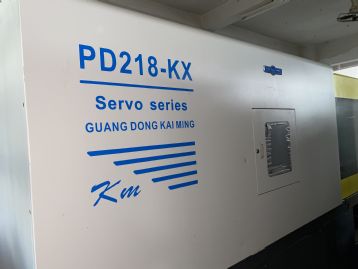 PD218-KX
Servo series
GUANG DONG KAI MING
Km